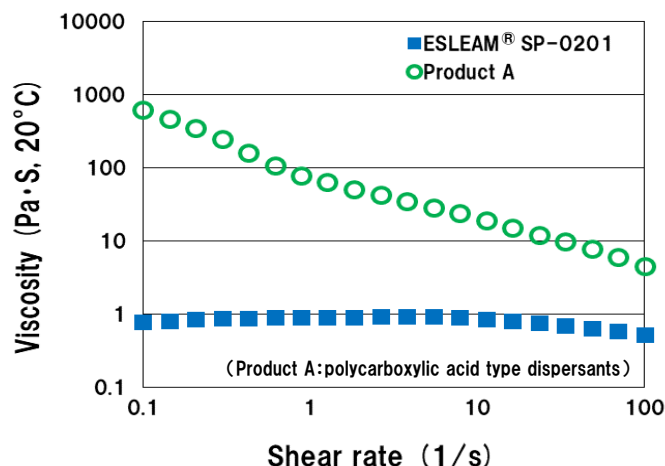 10000
1000
100
10
1
0.1
Viscosity (Pa・S, 20°C)
■ESLEAM® SP-0201
○Product A
(Product A:polycarboxylic acid type dispersants)
0.1 1 10 100
Shear rate (1/s)